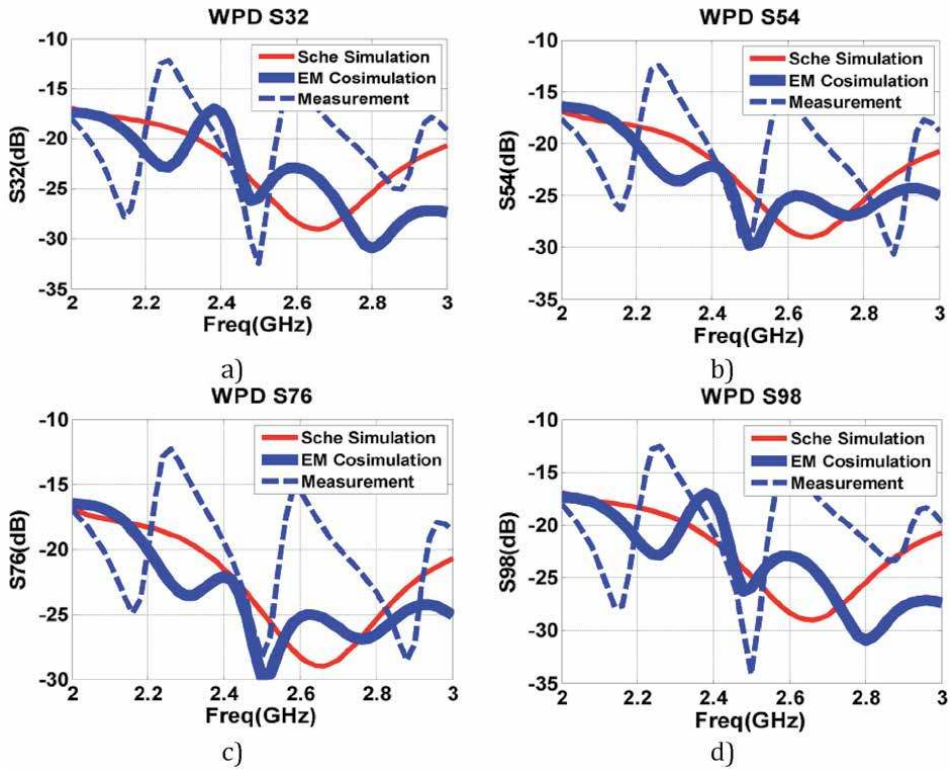 WPD S32
-10
-15
-20
-25
-30
-35
S32(dB)
Sche Simulation
EM Cosimulation
Measurement
2 2.2 2.4 2.6 2.8 3
Freq(GHz)
a)
WPD S54
-10
-15
-20
-25
-30
-35
S54(dB)
Sche Simulation
EM Cosimulation
Measurement
2 2.2 2.4 2.6 2.8 3
Freq(GHz)
b)
WPD S76
-10
-15
-20
-25
-30
S76(dB)
Sche Simulation
EM Cosimulation
Measurement
2 2.2 2.4 2.6 2.8 3
Freq(GHz)
c)
WPD S98
-10
-15
-20
-25
-30
-35
S98(dB)
Sche Simulation
EM Cosimulation
Measurement
2 2.2 2.4 2.6 2.8 3
Freq(GHz)
d)